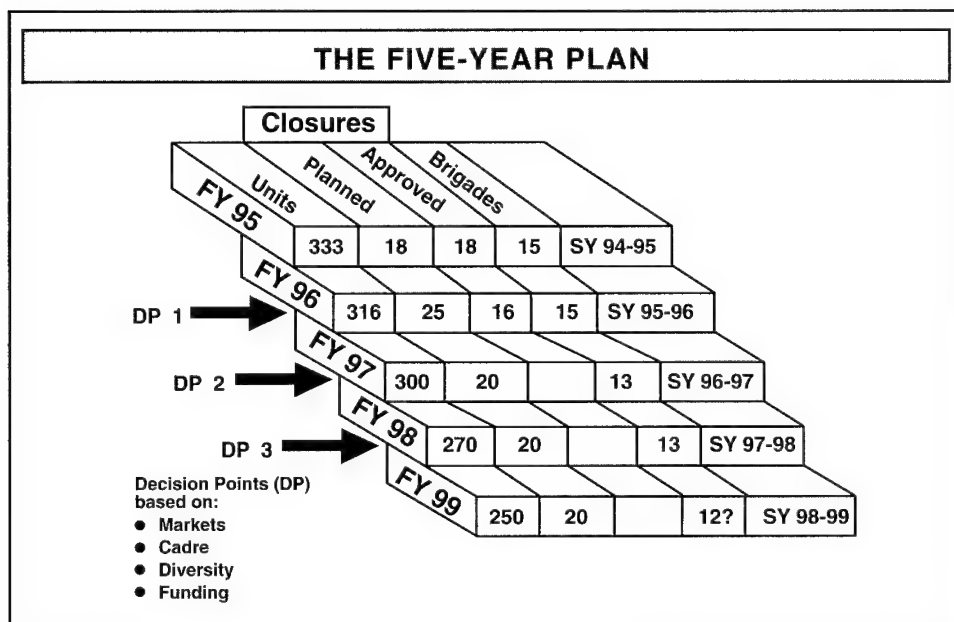 THE FIVE-YEAR PLAN
Closures
Units Planned Approved Brigades
FY 95 333 18 18 15 SY 94-95
FY 96 316 25 16 15 SY 95-96
DP 1
FY 97 300 20 13 SY 96-97
DP 2
FY 98 270 20 13 SY 97-98
DP 3
FY 99 250 20 12? SY 98-99
Decision Points (DP)
based on:
● Markets
● Cadre
● Diversity
● Funding